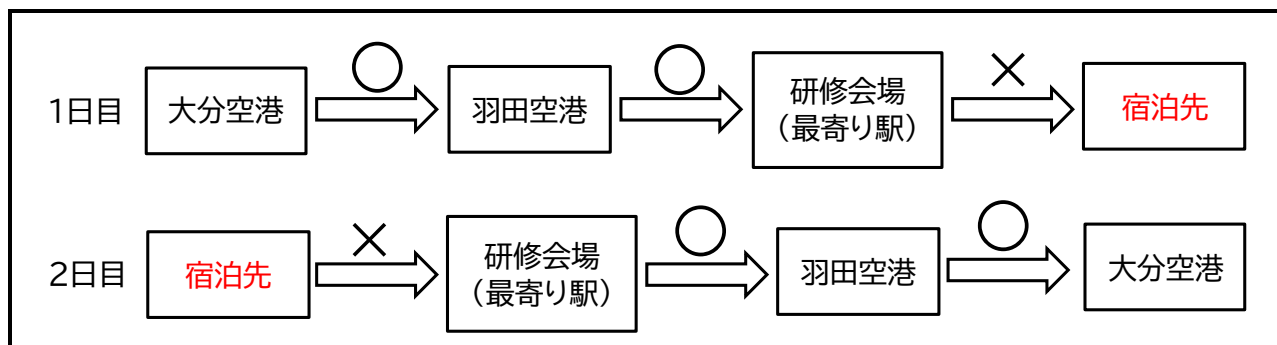 1日目 大分空港 ○ 羽田空港 ○ 研修会場 × 宿泊先
(最寄り駅)
2日目 宿泊先 × 研修会場 ○ 羽田空港 ○ 大分空港
(最寄り駅)